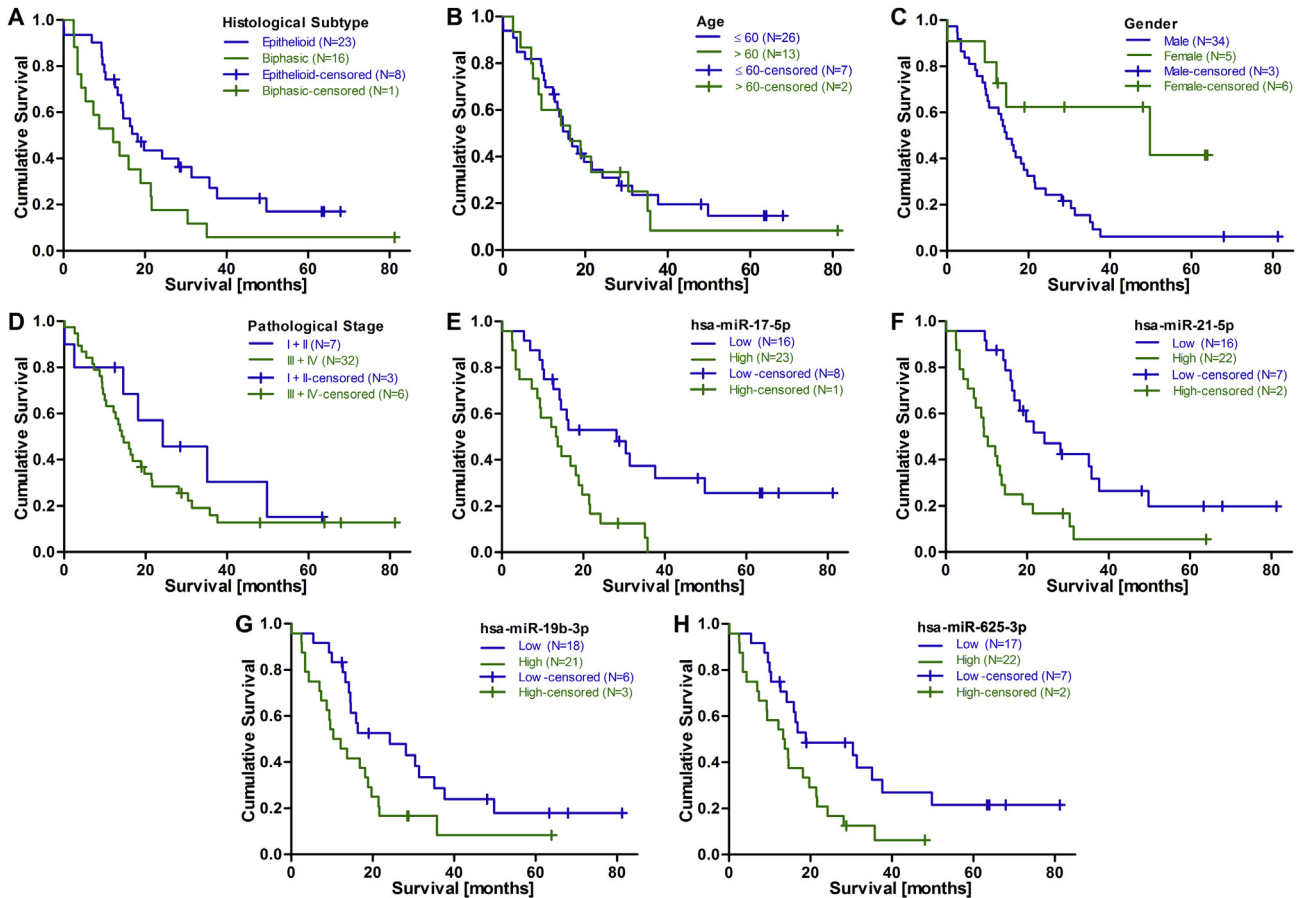 A
Histological Subtype
Epithelioid (N=23)
Biphasic (N=16)
Epithelioid-censored (N=8)
Biphasic-censored (N=1)
Cumulative Survival
1.0
0.8
0.6
0.4
0.2
0.0
0 20 40 60 80
Survival [months]
B
Age
≤ 60 (N=26)
> 60 (N=13)
≤ 60-censored (N=7)
> 60-censored (N=2)
Cumulative Survival
1.0
0.8
0.6
0.4
0.2
0.0
0 20 40 60 80
Survival [months]
C
Gender
Male (N=34)
Female (N=5)
Male-censored (N=3)
Female-censored (N=6)
Cumulative Survival
1.0
0.8
0.6
0.4
0.2
0.0
0 20 40 60 80
Survival [months]
D
Pathological Stage
I + II (N=7)
III + IV (N=32)
I + II-censored (N=3)
III + IV-censored (N=6)
Cumulative Survival
1.0
0.8
0.6
0.4
0.2
0.0
0 20 40 60 80
Survival [months]
E
hsa-miR-17-5p
Low (N=16)
High (N=23)
Low-censored (N=8)
High-censored (N=1)
Cumulative Survival
1.0
0.8
0.6
0.4
0.2
0.0
0 20 40 60 80
Survival [months]
F
hsa-miR-21-5p
Low (N=16)
High (N=22)
Low-censored (N=7)
High-censored (N=2)
Cumulative Survival
1.0
0.8
0.6
0.4
0.2
0.0
0 20 40 60 80
Survival [months]
G
hsa-miR-19b-3p
Low (N=18)
High (N=21)
Low-censored (N=6)
High-censored (N=3)
Cumulative Survival
1.0
0.8
0.6
0.4
0.2
0.0
0 20 40 60 80
Survival [months]
H
hsa-miR-625-3p
Low (N=17)
High (N=22)
Low-censored (N=7)
High-censored (N=2)
Cumulative Survival
1.0
0.8
0.6
0.4
0.2
0.0
0 20 40 60 80
Survival [months]